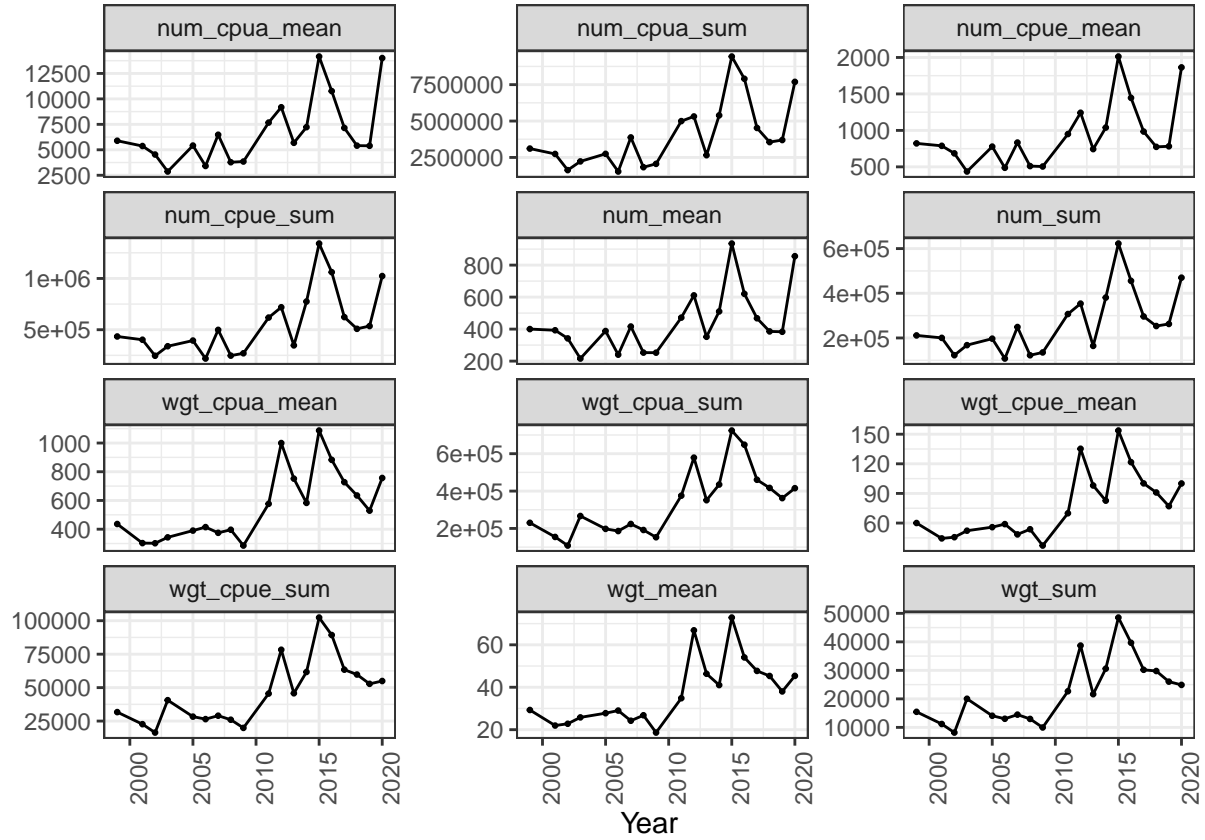 num_cpua_mean
num_cpua_sum
num_cpue_mean
12500
10000
7500
5000
2500
7500000
5000000
2500000
2000
1500
1000
500
num_cpue_sum
num_mean
num_sum
1e+06
5e+05
800
600
400
200
6e+05
4e+05
2e+05
wgt_cpua_mean
wgt_cpua_sum
wgt_cpue_mean
1000
800
600
400
6e+05
4e+05
2e+05
150
120
90
60
wgt_cpue_sum
wgt_mean
wgt_sum
100000
75000
50000
25000
60
40
20
50000
40000
30000
20000
10000
2000 2005 2010 2015 2020
2000 2005 2010 2015 2020
2000 2005 2010 2015 2020
Year